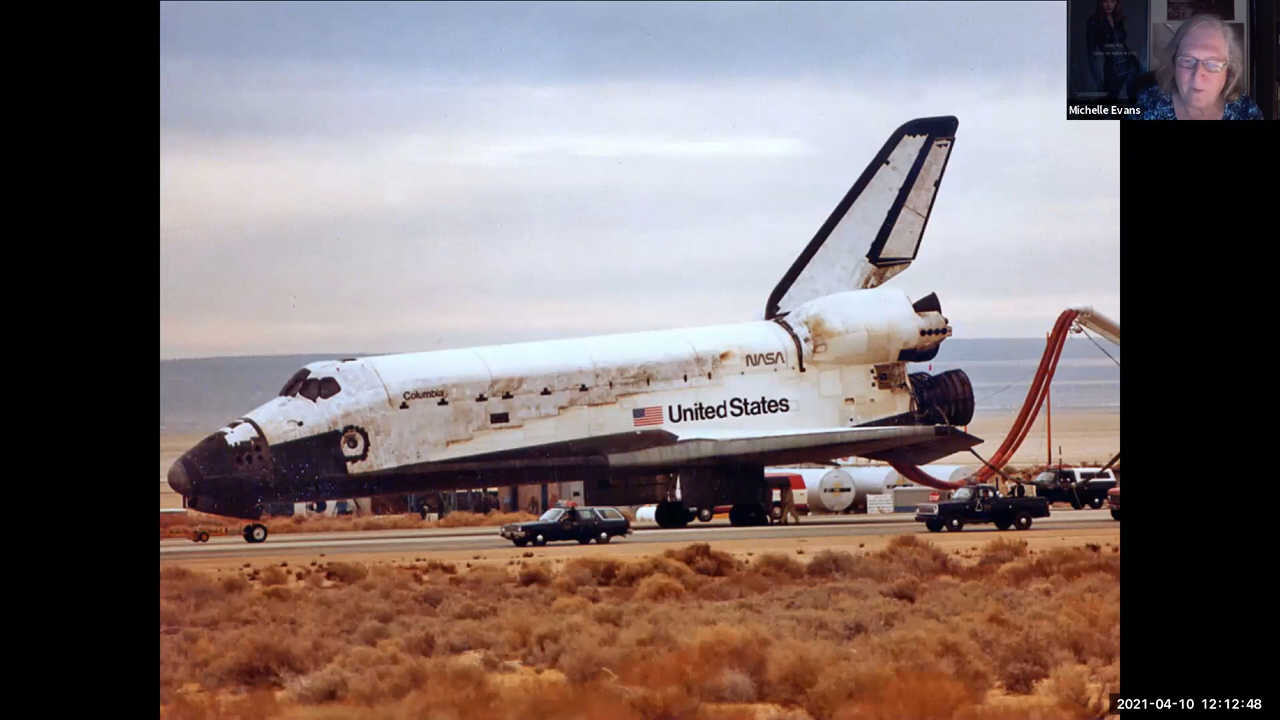 Michelle Evans
NASA
Columbia
United States
2021-04-10 12:12:48